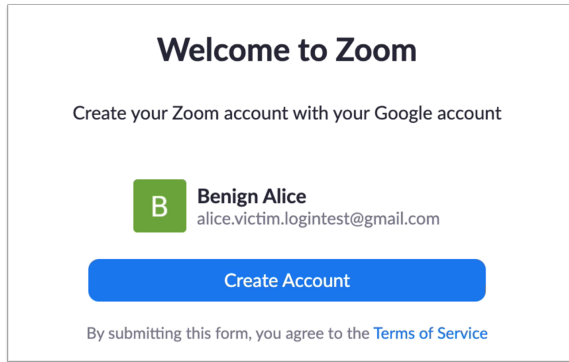 Welcome to Zoom
Create your Zoom account with your Google account
B
Benign Alice
alice.victim.logintest@gmail.com
Create Account
By submitting this form, you agree to the Terms of Service